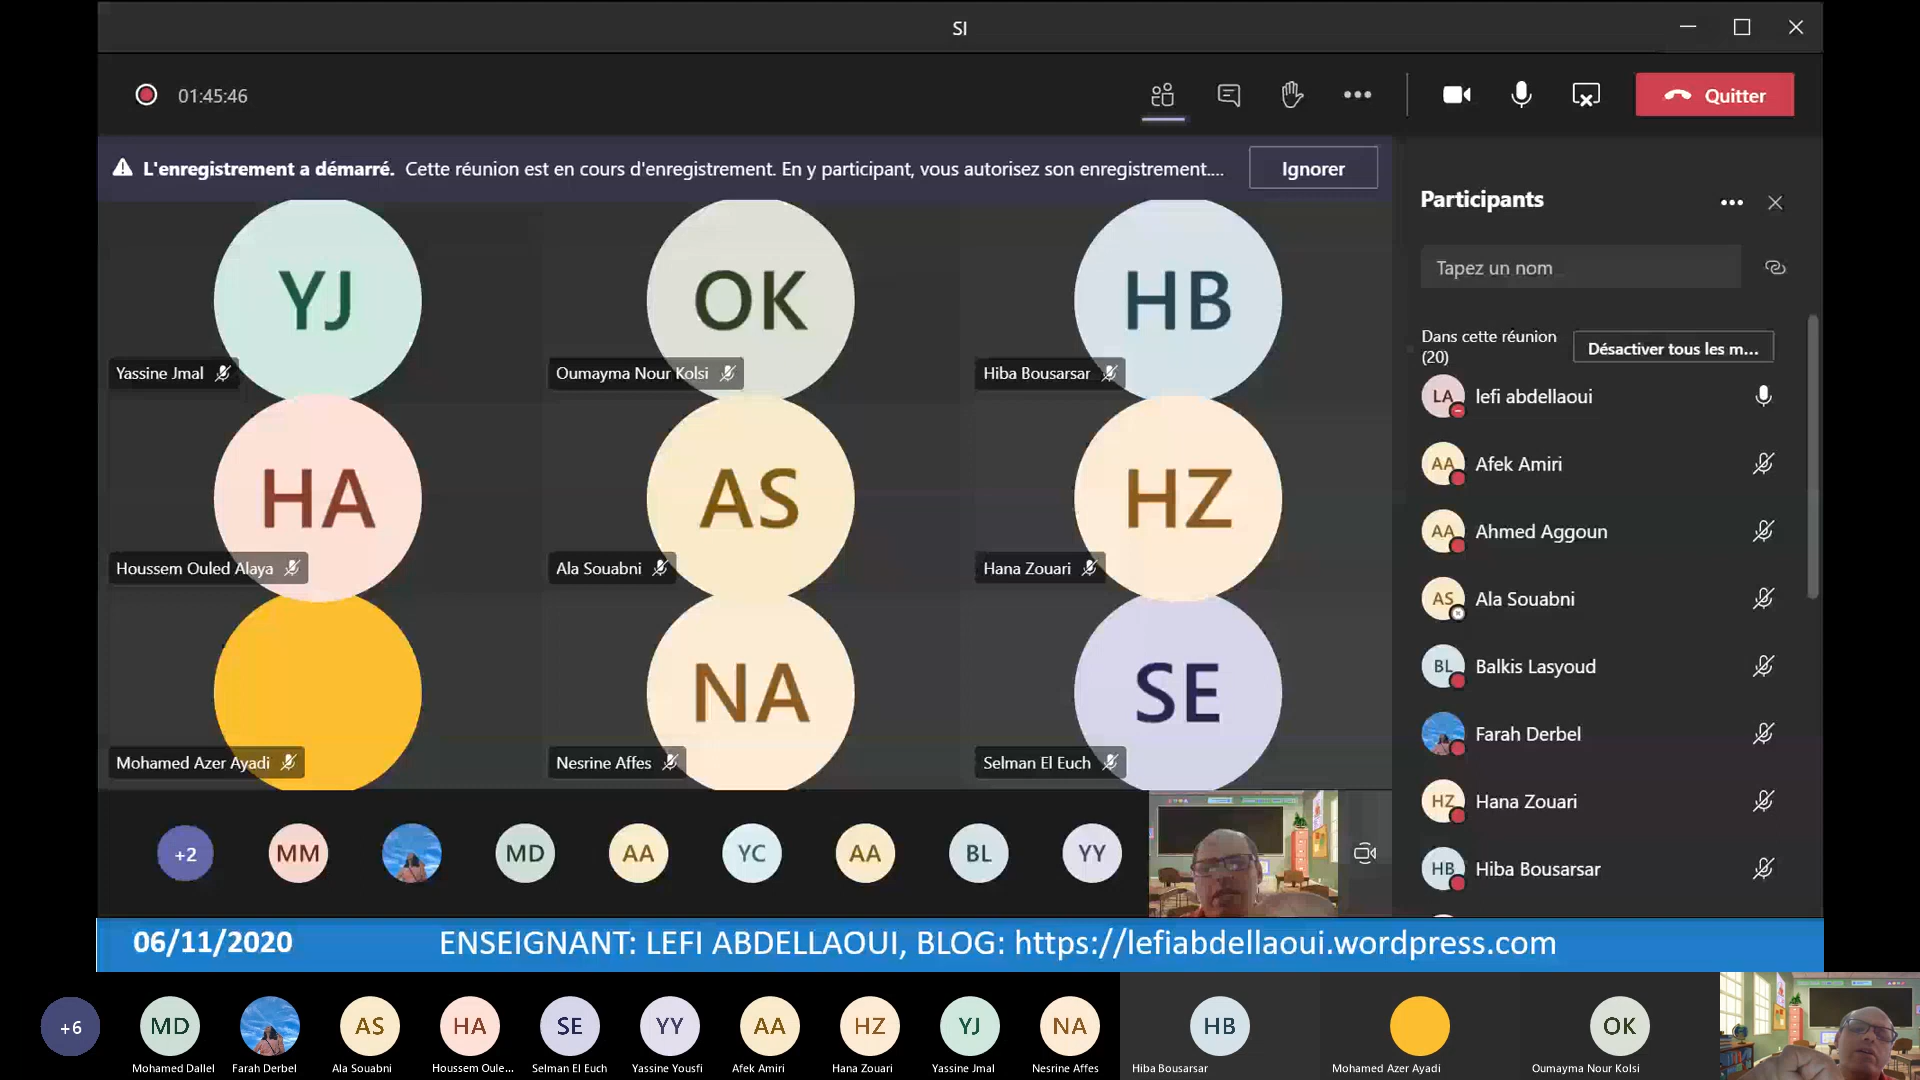 SI
01:45:46
Quitter
L'enregistrement a démarré. Cette réunion est en cours d'enregistrement. En y participant, vous autorisez son enregistrement....
Ignorer
Participants
Tapez un nom
Dans cette réunion
(20)
Désactiver tous les m...
YJ
OK
HB
Yassine Jmal
Oumayma Nour Kolsi
Hiba Bousarsar
HA
AS
HZ
Houssem Ouled Alaya
Ala Souabni
Hana Zouari
NA
SE
Mohamed Azer Ayadi
Nesrine Affes
Selman El Euch
LA lefi abdellaoui
AA Afek Amiri
AA Ahmed Aggoun
AS Ala Souabni
BL Balkis Lasyoud
Farah Derbel
HZ Hana Zouari
HB Hiba Bousarsar
+2 MM MD AA YC AA BL YY
06/11/2020 ENSEIGNANT: LEFI ABDELLAOUI, BLOG: https://lefiabdellaoui.wordpress.com
+6 MD AS HA SE YY AA HZ YJ NA HB OK
Mohamed Dallel Farah Derbel Ala Souabni Houssem Oule... Selman El Euch Yassine Yousfi Afek Amiri Hana Zouari Yassine Jmal Nesrine Affes Hiba Bousarsar Mohamed Azer Ayadi Oumayma Nour Kolsi